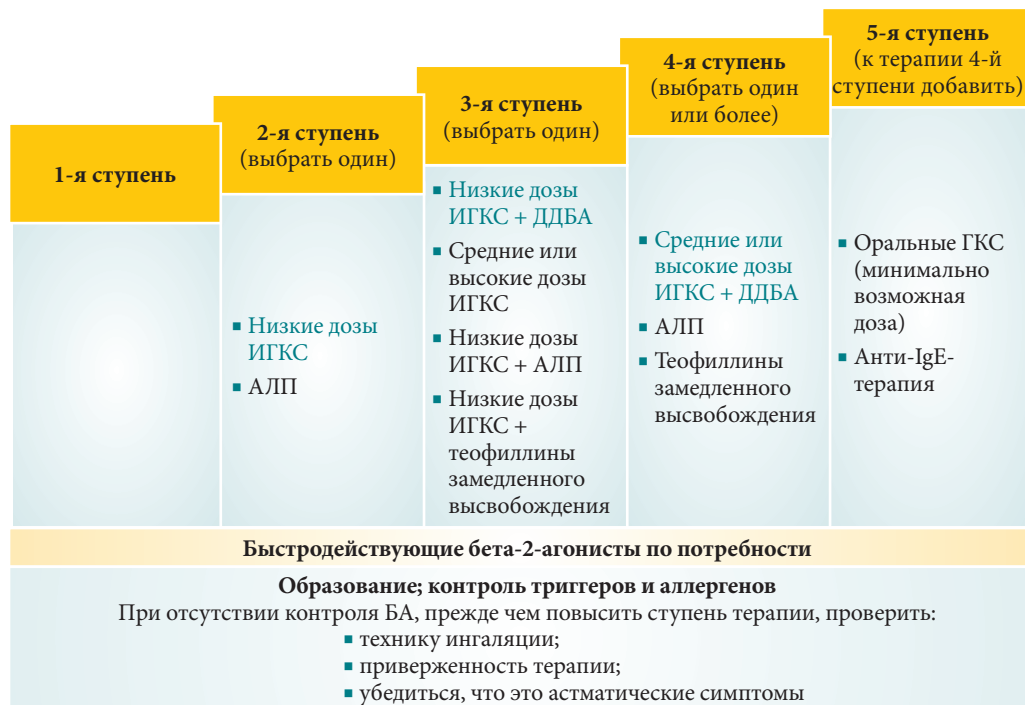 1-я ступень
2-я ступень
(выбрать один)
▪ Низкие дозы
ИГКС
▪ АЛП
3-я ступень
(выбрать один)
▪ Низкие дозы
ИГКС + ДДБА
▪ Средние или
высокие дозы
ИГКС
▪ Низкие дозы
ИГКС + АЛП
▪ Низкие дозы
ИГКС +
теофиллины
замедленного
высвобождения
4-я ступень
(выбрать один
или более)
▪ Средние или
высокие дозы
ИГКС + ДДБА
▪ АЛП
▪ Теофиллины
замедленного
высвобождения
5-я ступень
(к терапии 4-й
ступени добавить)
▪ Оральные ГКС
(минимально
возможная
доза)
▪ Анти-IgE-
терапия
Быстродействующие бета-2-агонисты по потребности
Образование; контроль триггеров и аллергенов
При отсутствии контроля БА, прежде чем повысить ступень терапии, проверить:
▪ технику ингаляции;
▪ приверженность терапии;
▪ убедиться, что это астматические симптомы